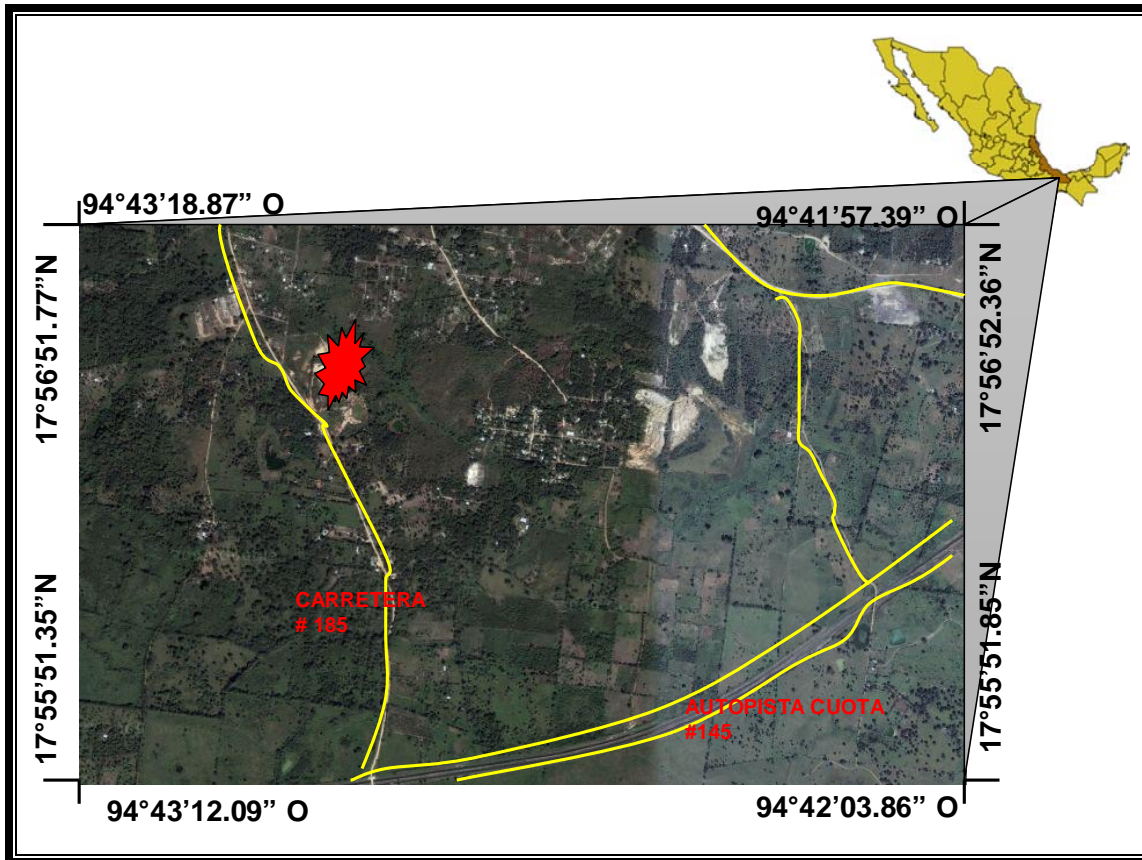 94°43'18.87” O
94°41'57.39” O
17°56'51.77”N
17°56'52.36”N
CARRETERA
# 185
17°55'51.35”N
17°55'51.85”N
AUTOPISTA CUOTA
#145
94°43'12.09” O
94°42'03.86” O